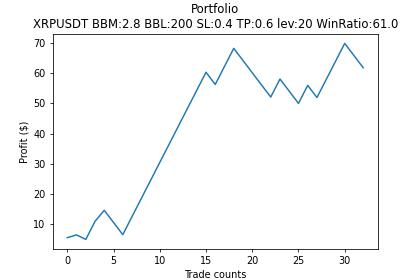 Portfolio
XRPUSDT BBM:2.8 BBL:200 SL:0.4 TP:0.6 lev:20 WinRatio:61.0
Profit ($)
70
60
50
40
30
20
10
0 5 10 15 20 25 30
Trade counts